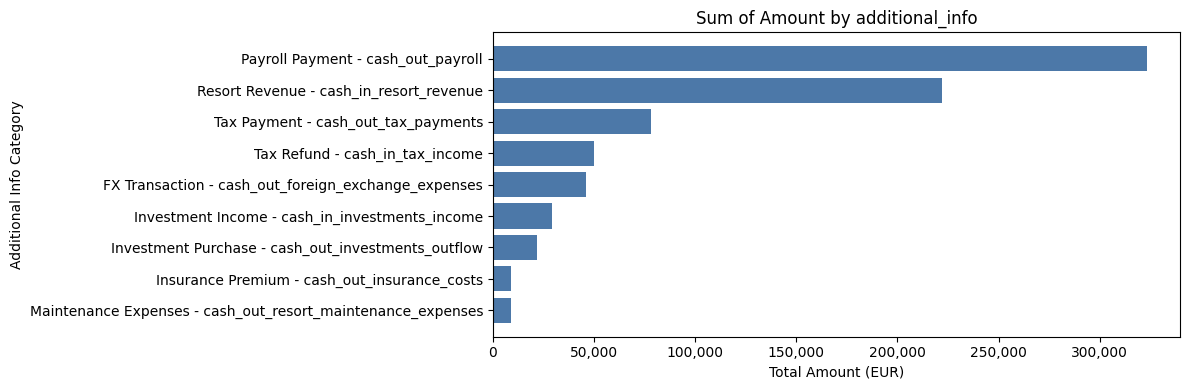 Sum of Amount by additional_info
Additional Info Category
Payroll Payment - cash_out_payroll
Resort Revenue - cash_in_resort_revenue
Tax Payment - cash_out_tax_payments
Tax Refund - cash_in_tax_income
FX Transaction - cash_out_foreign_exchange_expenses
Investment Income - cash_in_investments_income
Investment Purchase - cash_out_investments_outflow
Insurance Premium - cash_out_insurance_costs
Maintenance Expenses - cash_out_resort_maintenance_expenses
0 50,000 100,000 150,000 200,000 250,000 300,000
Total Amount (EUR)